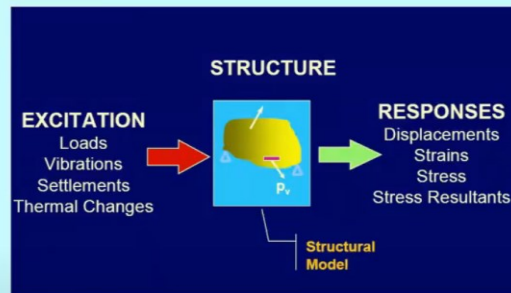 STRUCTURE
EXCITATION
Loads
Vibrations
Settlements
Thermal Changes
pv
RESPONSES
Displacements
Strains
Stress
Stress Resultants
Structural
Model